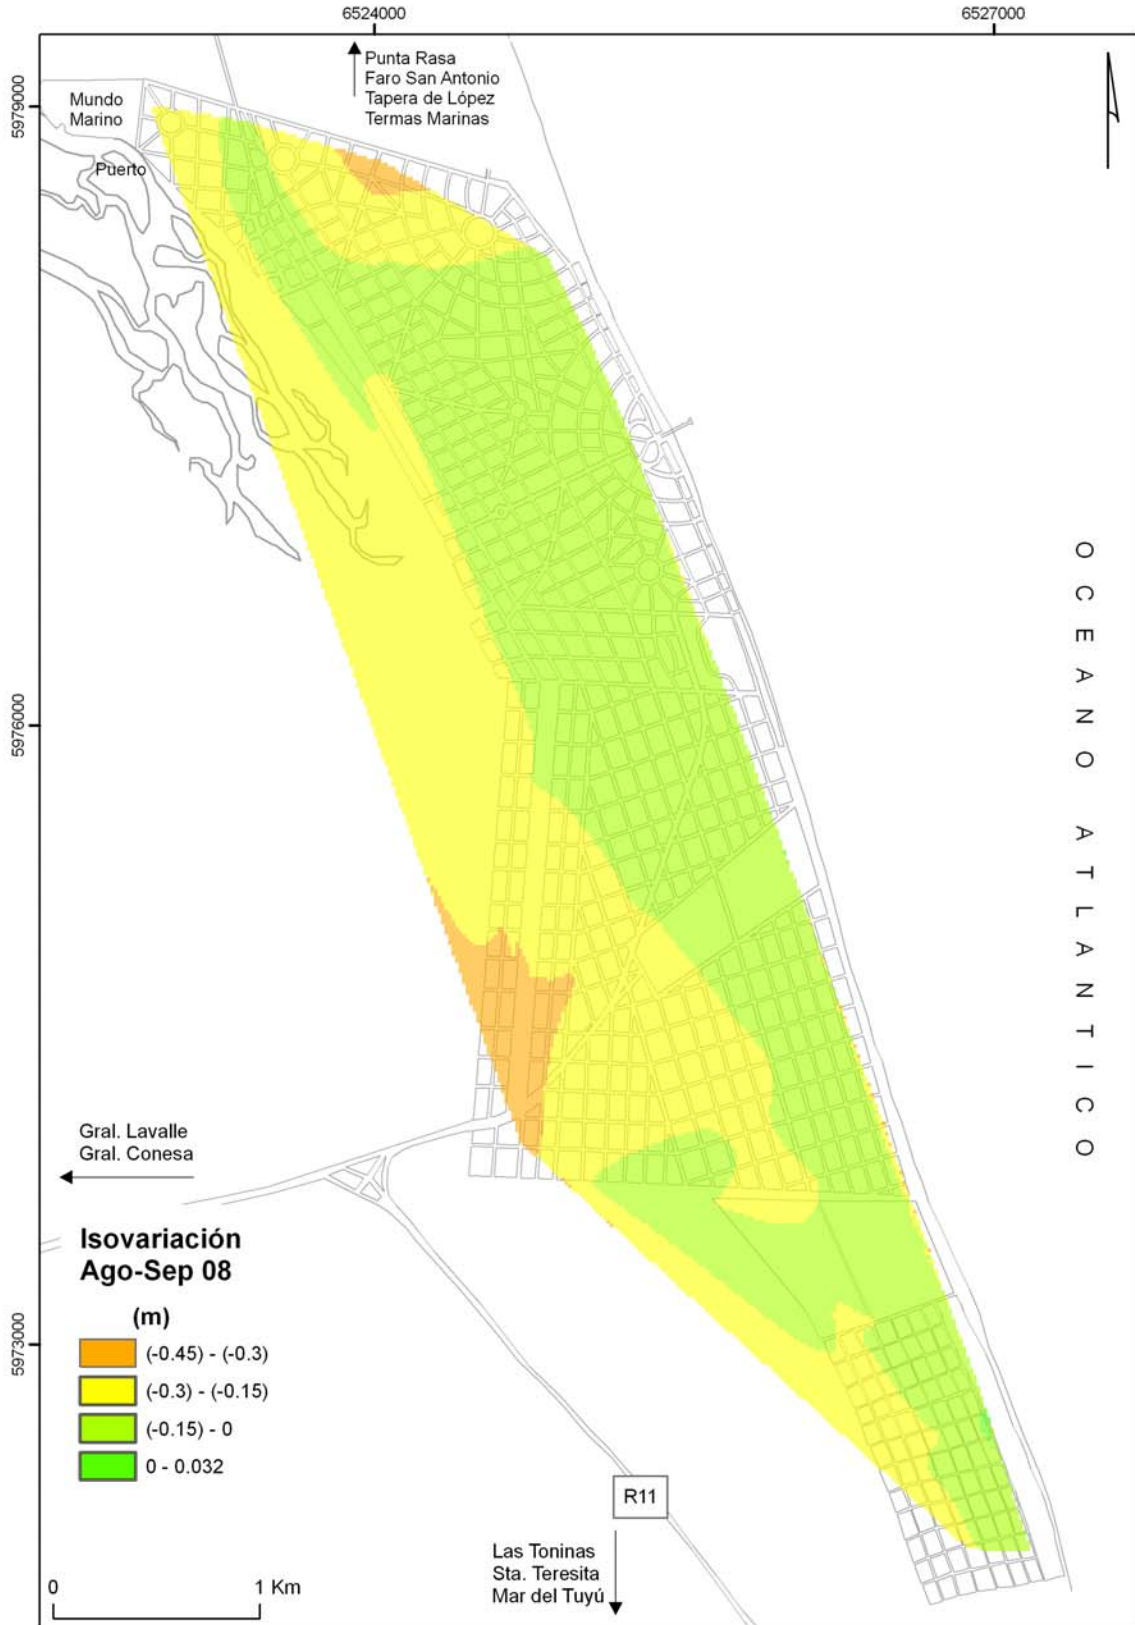 6524000
6527000
Punta Rasa
Faro San Antonio
Tapera de López
Termas Marinas
5979000
Mundo
Marino
Puerto
5976000
OCEANO ATLANTICO
Gral. Lavalle
Gral. Conesa
Isovariación
Ago-Sep 08
(m)
(-0.45) - (-0.3)
(-0.3) - (-0.15)
(-0.15) - 0
0 - 0.032
5973000
R11
Las Toninas
Sta. Teresita
Mar del Tuyú
0 1 Km